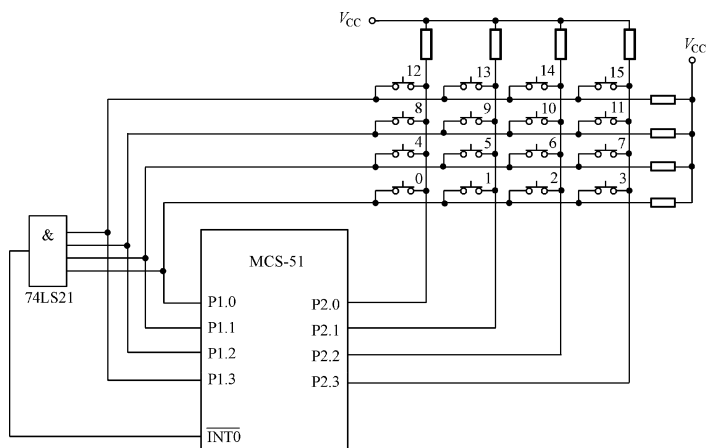 VCC
VCC
12 13 14 15
8 9 10 11
4 5 6 7
0 1 2 3
&
74LS21
MCS-51
P1.0 P2.0
P1.1 P2.1
P1.2 P2.2
P1.3 P2.3
INT0